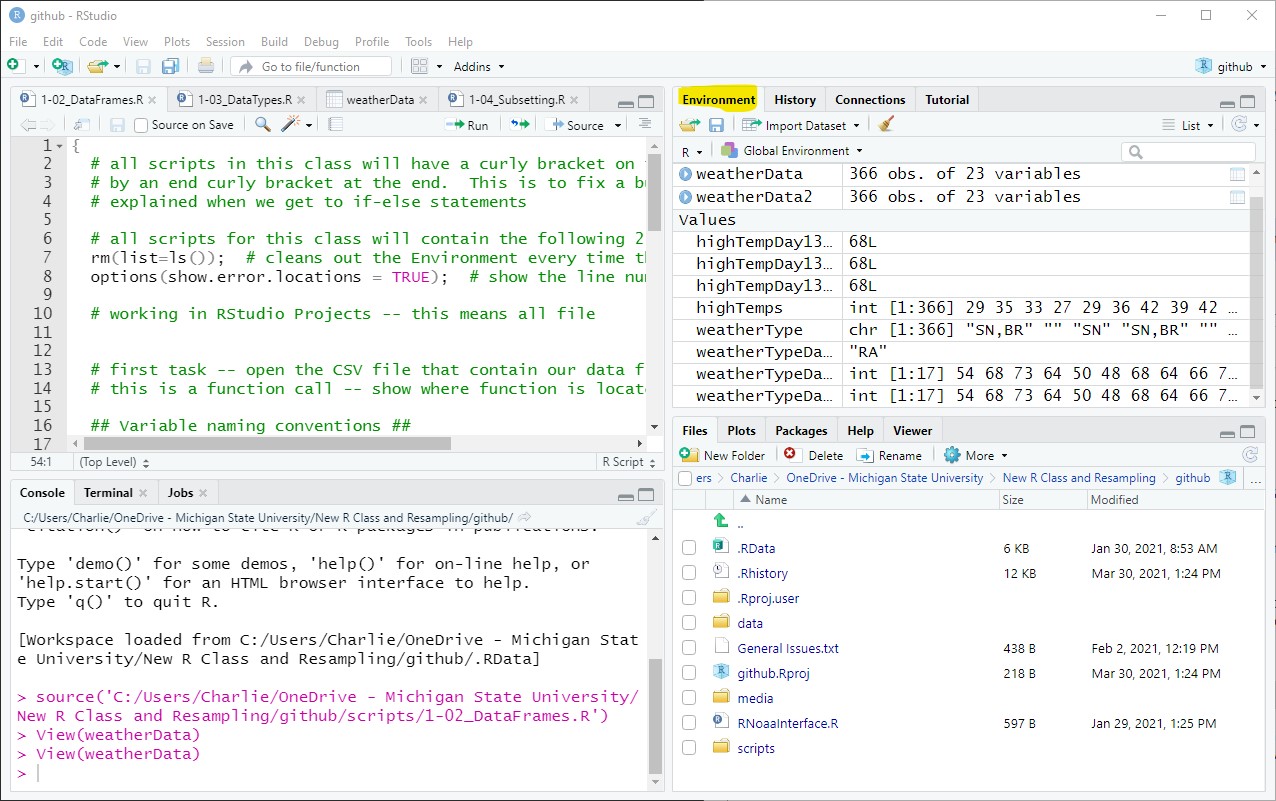 github - RStudio
File Edit Code View Plots Session Build Debug Profile Tools Help
Go to file/function Addins github
1-02_DataFrames.R 1-03_DataTypes.R weatherData 1-04_Subsetting.R
Source on Save Run Source
1 {
2 # all scripts in this class will have a curly bracket on
3 # by an end curly bracket at the end. This is to fix a
4 # explained when we get to if-else statements
5
6 # all scripts for this class will contain the following 2
7 rm(list=ls()); # cleans out the Environment every time
8 options(show.error.locations = TRUE); # show the line
9
10 # working in RStudio Projects -- this means all file
11
12
13 # first task -- open the CSV file that contain our data
14 # this is a function call -- show where function is
15
16 ## Variable naming conventions ##
17
54:1 (Top Level) R Script
Console Terminal Jobs
C:/Users/Charlie/OneDrive - Michigan State University/New R Class and Resampling/github/
'citation()' on how to cite R or R packages in publications.
Type 'demo()' for some demos, 'help()' for on-line help, or
'help.start()' for an HTML browser interface to help.
Type 'q()' to quit R.
[Workspace loaded from C:/Users/Charlie/OneDrive - Michigan Stat
e University/New R Class and Resampling/github/.RData]
> source('C:/Users/Charlie/OneDrive - Michigan State University/
New R Class and Resampling/github/scripts/1-02_DataFrames.R')
> View(weatherData)
> View(weatherData)
>
Environment History Connections Tutorial
Import Dataset List
R Global Environment
weatherData 366 obs. of 23 variables
weatherData2 366 obs. of 23 variables
Values
highTempDay13… 68L
highTempDay13… 68L
highTempDay13… 68L
highTemps int [1:366] 29 35 33 27 29 36 42 39 42 …
weatherType chr [1:366] "SN,BR" "" "SN" "SN,BR" "" …
weatherTypeDa… "RA"
weatherTypeDa… int [1:17] 54 68 73 64 50 48 68 64 66 7…
weatherTypeDa… int [1:17] 54 68 73 64 50 48 68 64 66 7…
Files Plots Packages Help Viewer
New Folder Delete Rename More
ers Charlie OneDrive - Michigan State University New R Class and Resampling github ...
Name Size Modified
..
.RData 6 KB Jan 30, 2021, 8:53 AM
.Rhistory 12 KB Mar 30, 2021, 1:24 PM
.Rproj.user
data
General Issues.txt 438 B Feb 2, 2021, 12:19 PM
github.Rproj 218 B Mar 30, 2021, 1:24 PM
media
RNoaaInterface.R 597 B Jan 29, 2021, 1:25 PM
scripts